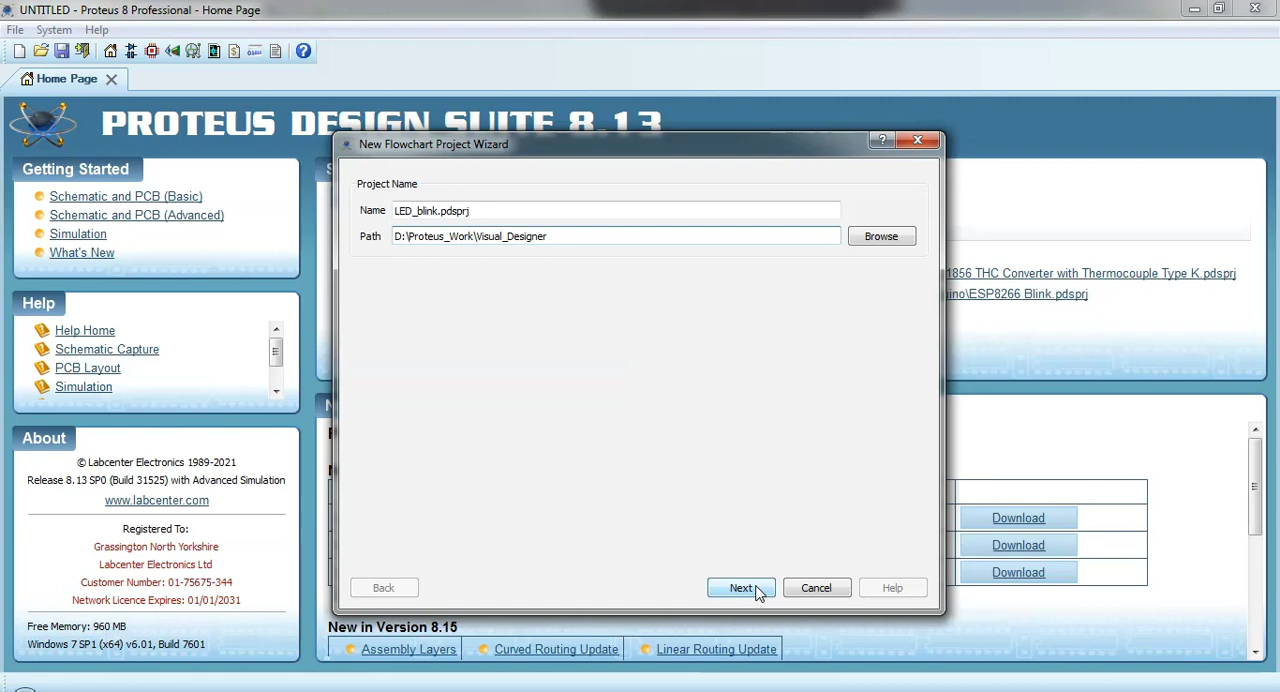 UNTITLED - Proteus 8 Professional - Home Page
File System Help
Home Page
PROTEUS DESIGN SUITE 8.13
Getting Started
Schematic and PCB (Basic)
Schematic and PCB (Advanced)
Simulation
What's New
Help
Help Home
Schematic Capture
PCB Layout
Simulation
About
© Labcenter Electronics 1989-2021
Release 8.13 SP0 (Build 31525) with Advanced Simulation
www.labcenter.com
Registered To:
Grassington North Yorkshire
Labcenter Electronics Ltd
Customer Number: 01-75675-344
Network Licence Expires: 01/01/2031
Free Memory: 960 MB
Windows 7 SP1 (x64) v6.01, Build 7601
New Flowchart Project Wizard
Project Name
Name LED_blink.pdsprj
Path D:\Proteus_Work\Visual_Designer Browse
Back Next Cancel Help
1856 THC Converter with Thermocouple Type K.pdsprj
ino\ESP8266 Blink.pdsprj
Download
Download
Download
New in Version 8.15
Assembly Layers Curved Routing Update Linear Routing Update